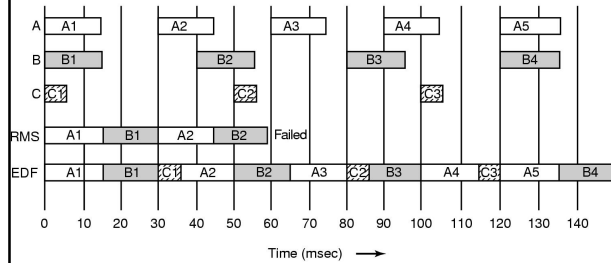 A A1 A2 A3 A4 A5
B B1 B2 B3 B4
C C1 C2 C3
RMS A1 B1 A2 B2 Failed
EDF A1 B1 C1 A2 B2 A3 C2 B3 A4 C3 A5 B4
0 10 20 30 40 50 60 70 80 90 100 110 120 130 140
Time (msec)